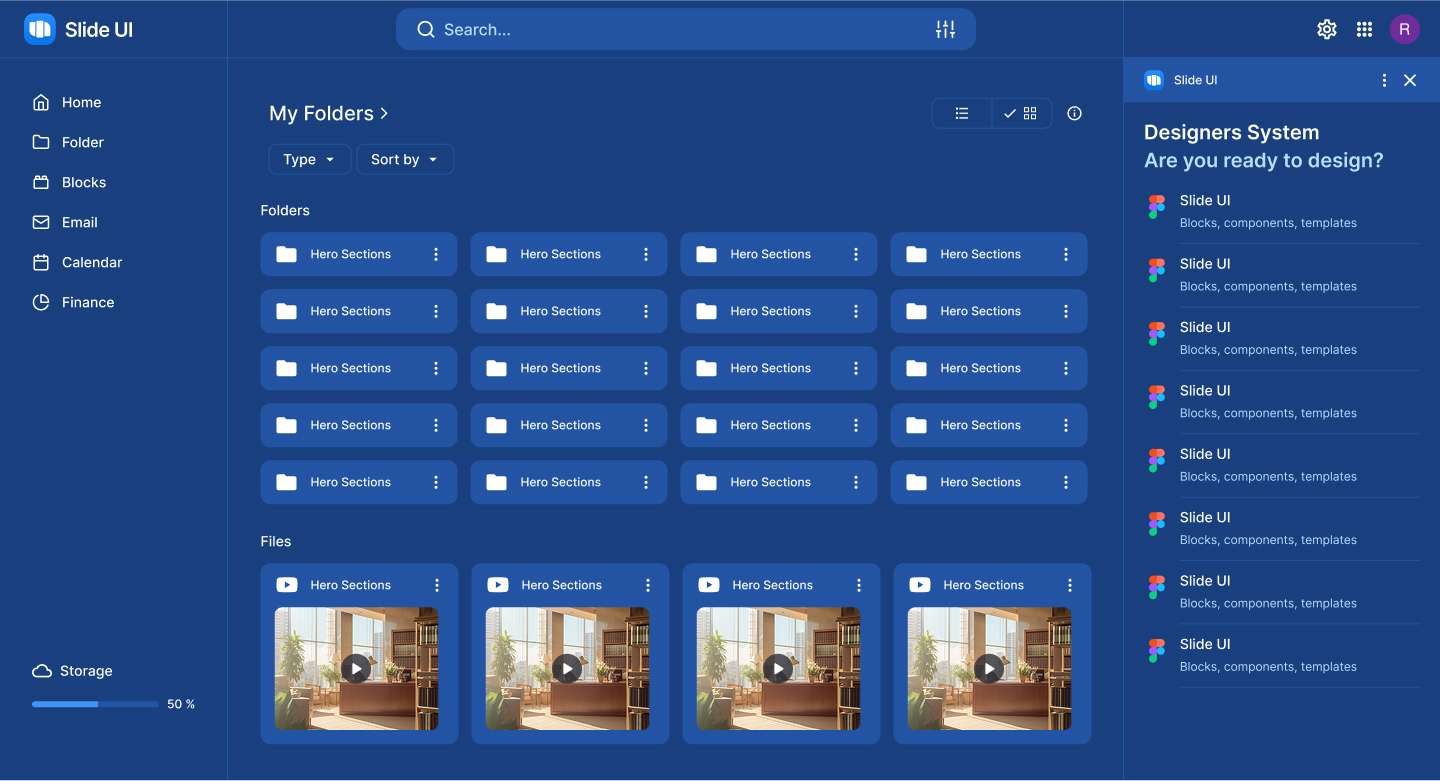 Slide UI
Search...
R
Home
Folder
Blocks
Email
Calendar
Finance
Storage
50 %
My Folders
Type
Sort by
Folders
Hero Sections Hero Sections Hero Sections Hero Sections
Hero Sections Hero Sections Hero Sections Hero Sections
Hero Sections Hero Sections Hero Sections Hero Sections
Hero Sections Hero Sections Hero Sections Hero Sections
Hero Sections Hero Sections Hero Sections Hero Sections
Files
Hero Sections Hero Sections Hero Sections Hero Sections
Slide UI
Designers System
Are you ready to design?
Slide UI
Blocks, components, templates
Slide UI
Blocks, components, templates
Slide UI
Blocks, components, templates
Slide UI
Blocks, components, templates
Slide UI
Blocks, components, templates
Slide UI
Blocks, components, templates
Slide UI
Blocks, components, templates
Slide UI
Blocks, components, templates